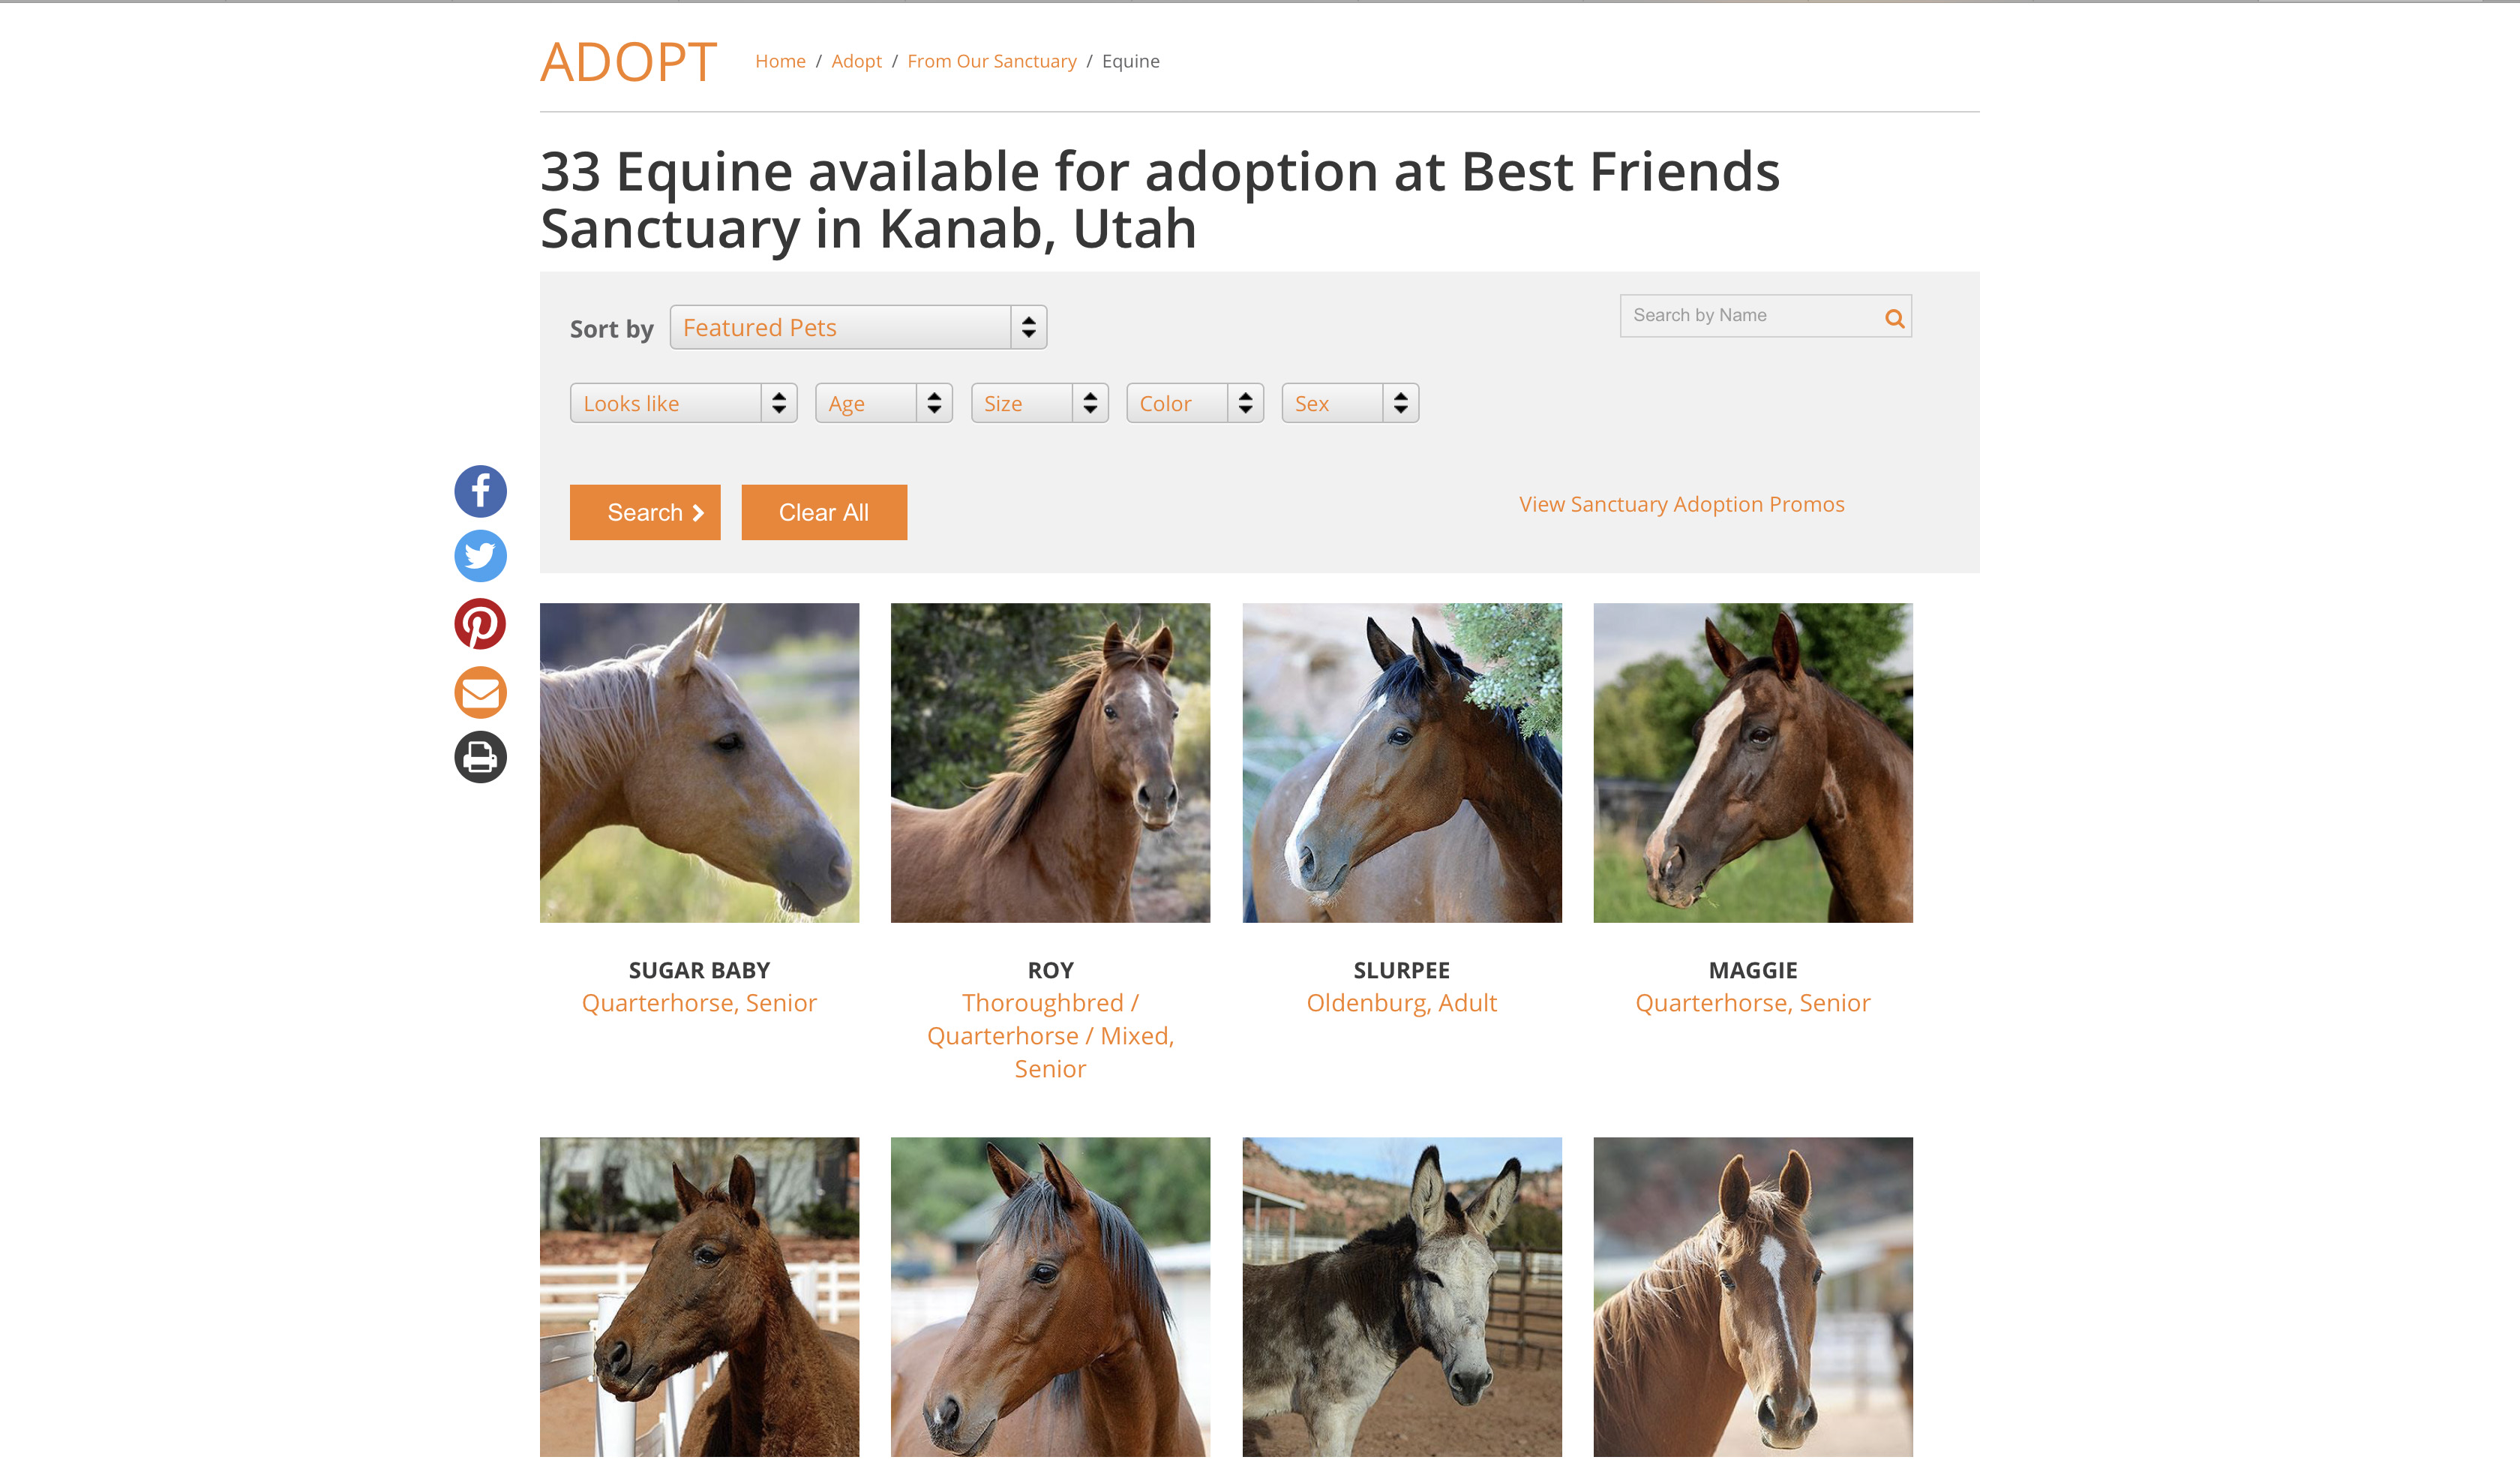 ADOPT
Home / Adopt / From Our Sanctuary / Equine
33 Equine available for adoption at Best Friends
Sanctuary in Kanab, Utah
Sort by
Featured Pets
Search by Name
Looks like
Age
Size
Color
Sex
Search
Clear All
View Sanctuary Adoption Promos
SUGAR BABY
Quarterhorse, Senior
ROY
Thoroughbred /
Quarterhorse / Mixed,
Senior
SLURPEE
Oldenburg, Adult
MAGGIE
Quarterhorse, Senior